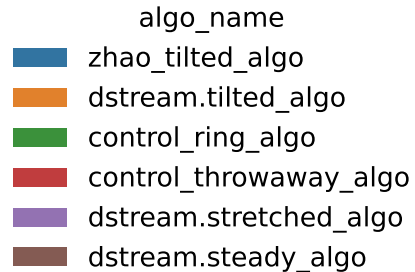 algo_name
zhao_tilted_algo
dstream.tilted_algo
control_ring_algo
control_throwaway_algo
dstream.stretched_algo
dstream.steady_algo